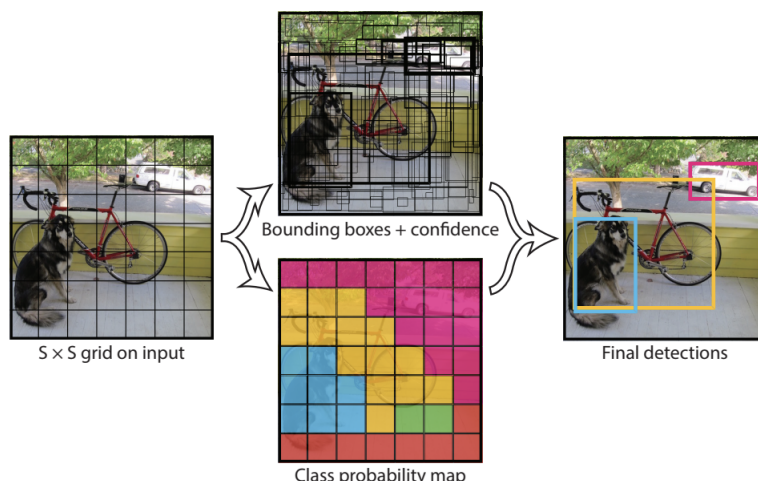 Bounding boxes + confidence
S × S grid on input
Final detections
Class probability map